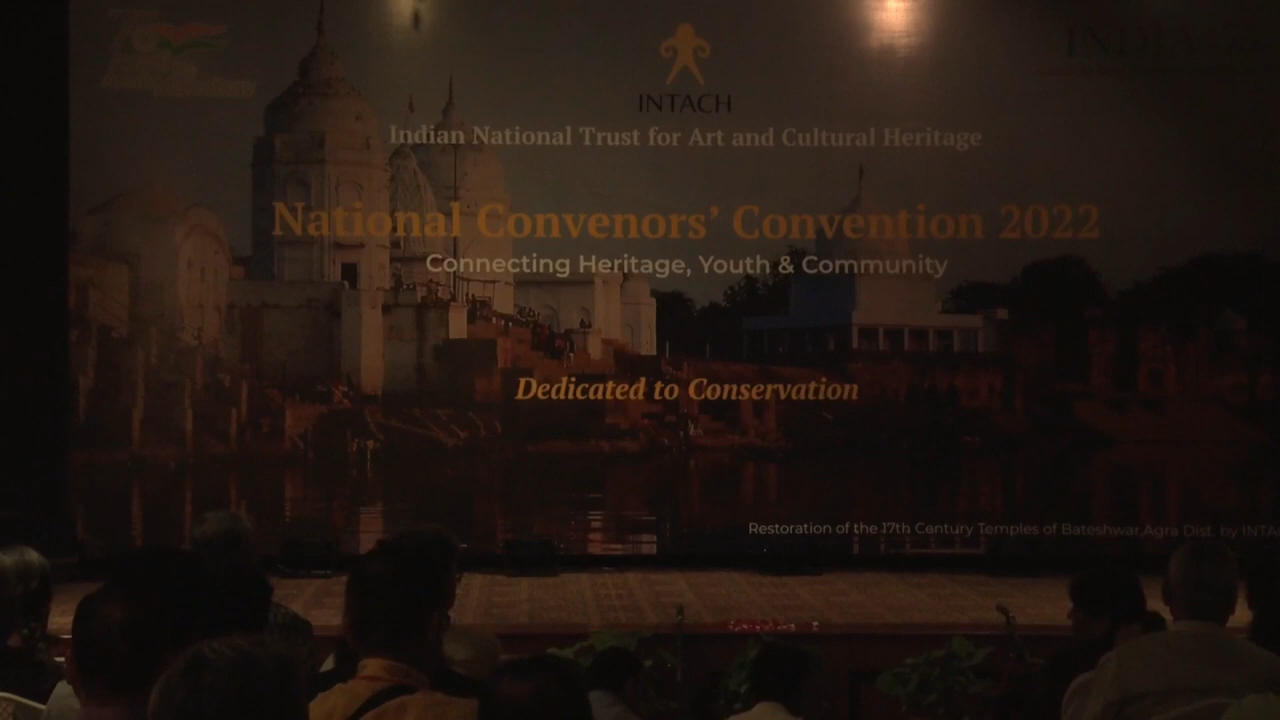 INTACH
Indian National Trust for Art and Cultural Heritage
National Convenors' Convention 2022
Connecting Heritage, Youth & Community
Dedicated to Conservation
Restoration of the 17th Century Temples of Bateshwar,Agra Dist. by
INDIA